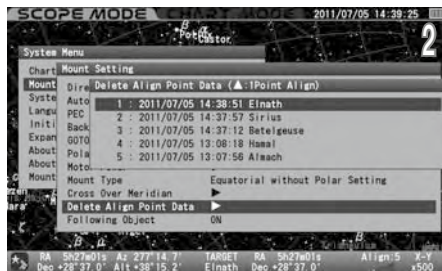 SCOPE MODE CHART MODE 2011/07/05 14:39:25
β
Castor
2
System Menu
Chart Mount Setting
Mount Dire Delete Align Point Data (▲:1Point Align)
Syste Auto 1 : 2011/07/05 14:38:51 Elnath
Langu PEC 2 : 2011/07/05 14:37:57 Sirius
Initi Back 3 : 2011/07/05 14:37:12 Betelgeuse
Expan GOTO 4 : 2011/07/04 13:08:18 Hamal
About Pola 5 : 2011/07/04 13:07:56 Almach
About Moto
Mount Mount Type Equatorial without Polar Setting
Cross Over Meridian ▶
Delete Align Point Data ▶
Following Object ON
β μ
RA 5h27m01s Az 277°14.7' TARGET RA 5h27m01s Align:5 X-Y
Dec +28°37.0' Alt +38°15.2' Elnath Dec +28°37.0' x500